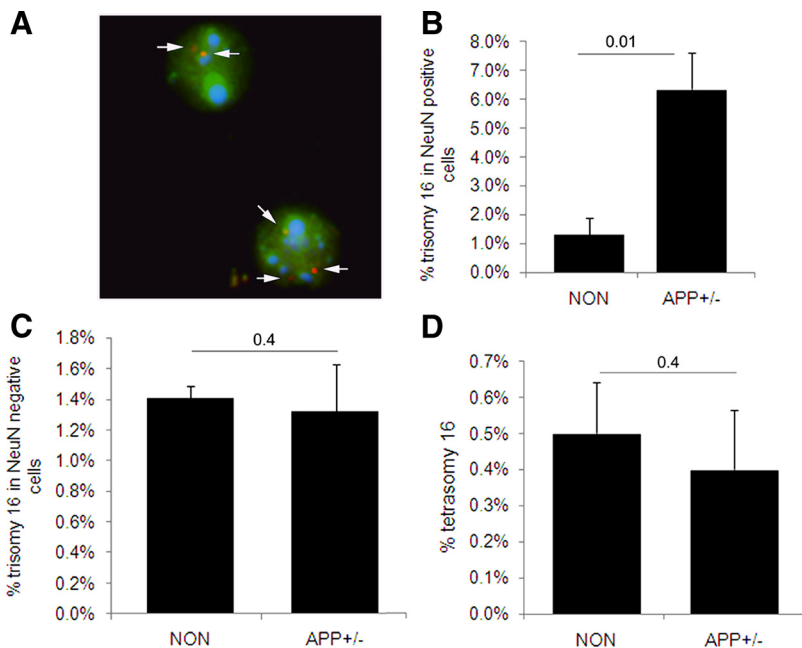 A
B
% trisomy 16 in NeuN positive
cells
8.0%
7.0%
6.0%
5.0%
4.0%
3.0%
2.0%
1.0%
0.0%
0.01
NON
APP+/-
C
% trisomy 16 in NeuN negative
cells
1.8%
1.6%
1.4%
1.2%
1.0%
0.8%
0.6%
0.4%
0.2%
0.0%
0.4
NON
APP+/-
D
% tetrasomy 16
0.7%
0.6%
0.5%
0.4%
0.3%
0.2%
0.1%
0.0%
0.4
NON
APP+/-